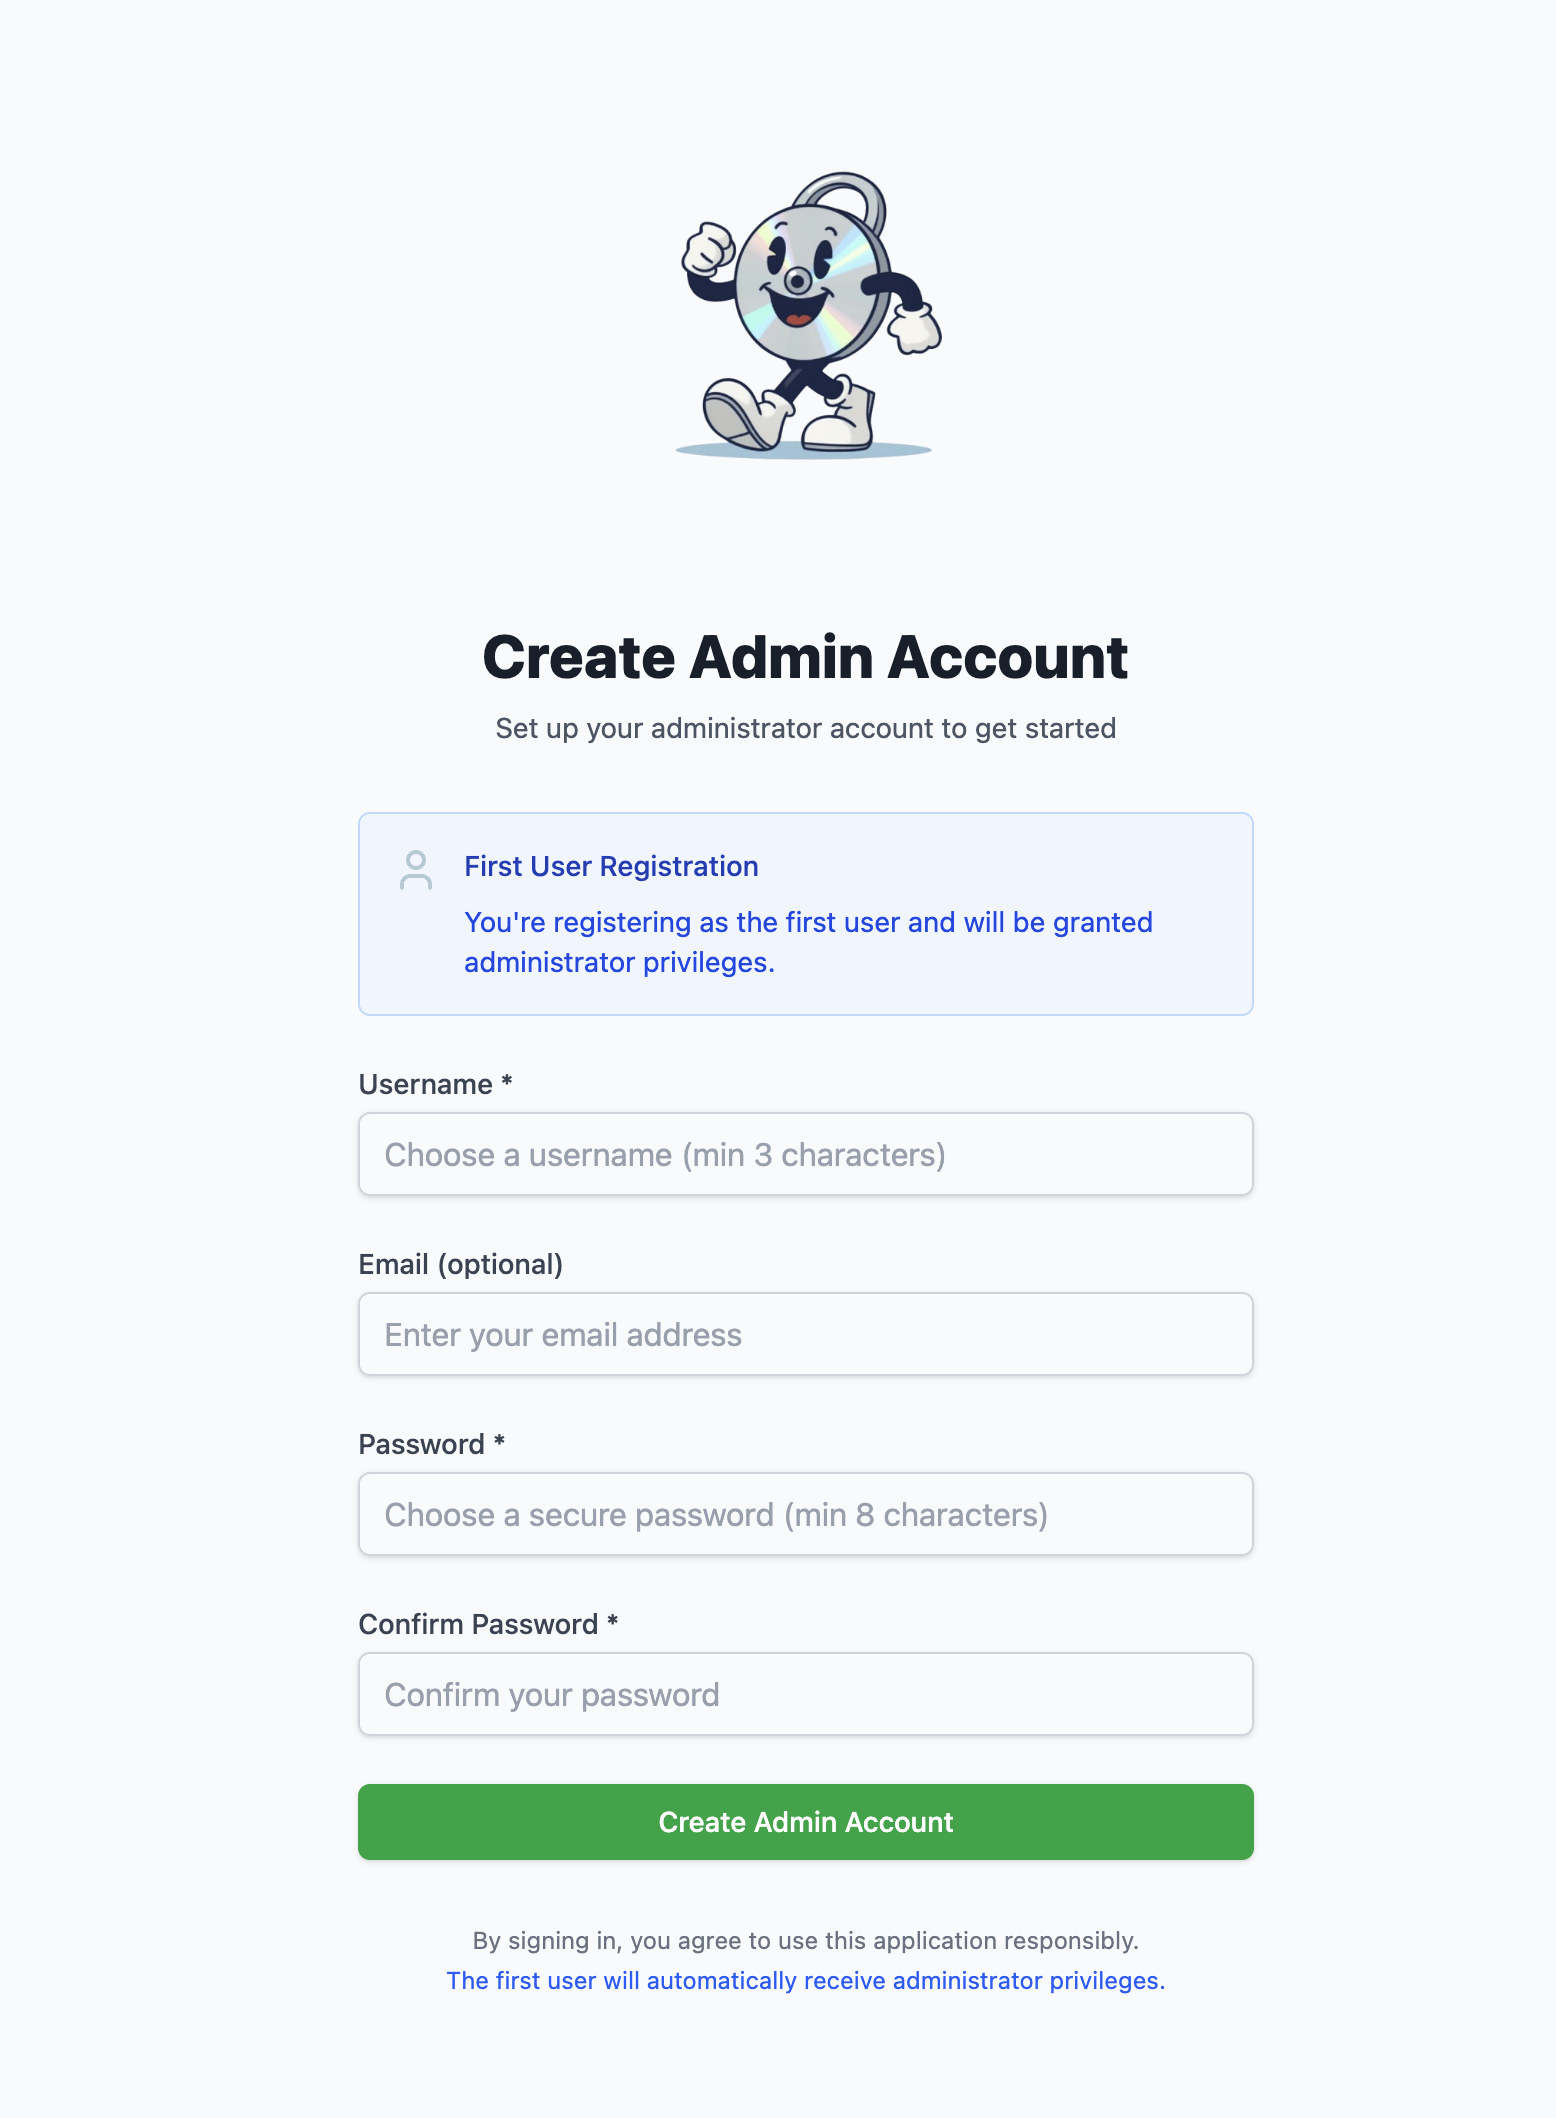 Create Admin Account
Set up your administrator account to get started
First User Registration
You're registering as the first user and will be granted
administrator privileges.
Username *
Choose a username (min 3 characters)
Email (optional)
Enter your email address
Password *
Choose a secure password (min 8 characters)
Confirm Password *
Confirm your password
Create Admin Account
By signing in, you agree to use this application responsibly.
The first user will automatically receive administrator privileges.